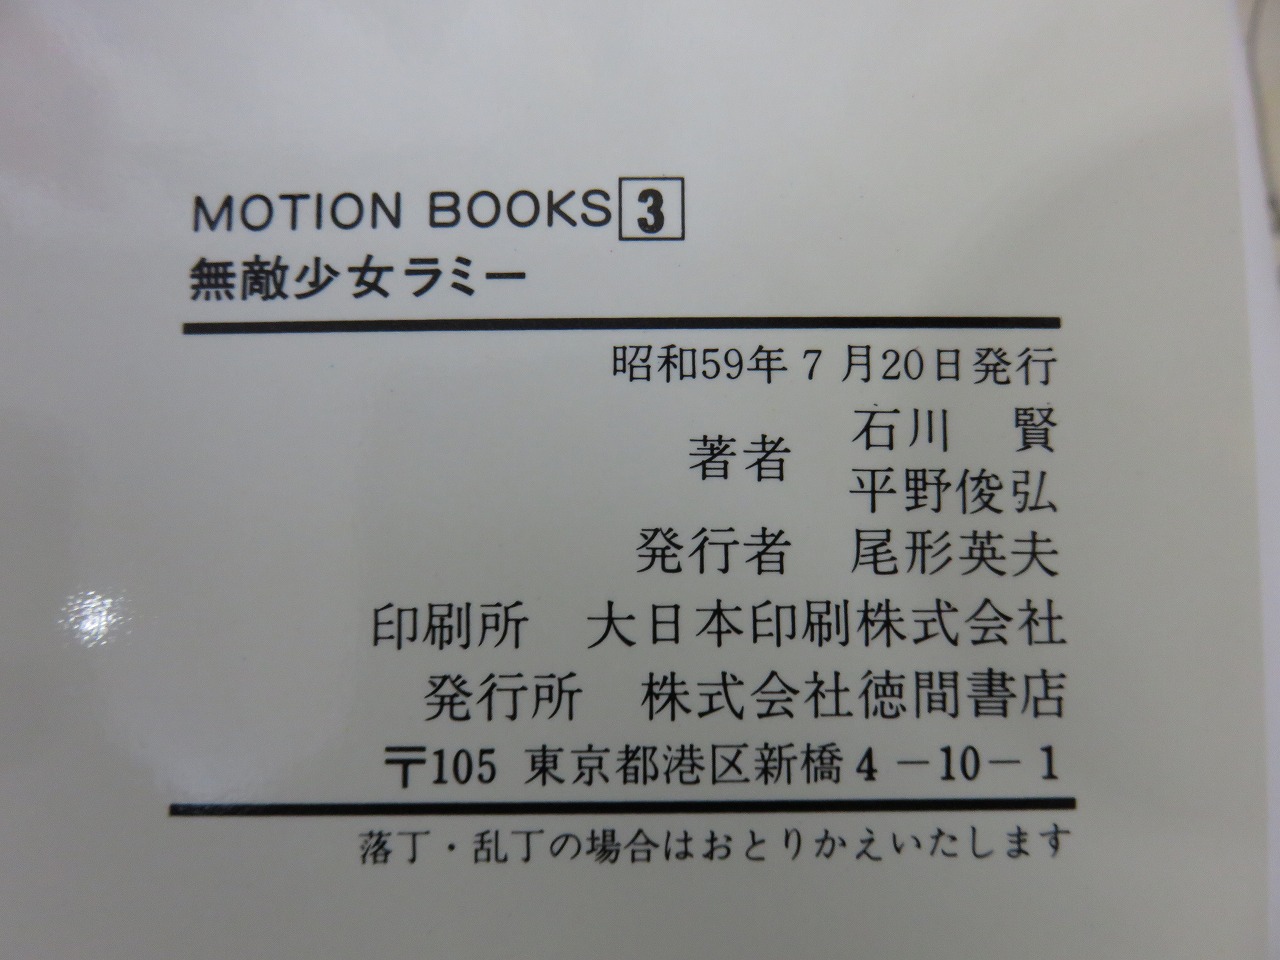 MOTION BOOKS 3
無敵少女ラミー
昭和59年7月20日発行
著者 石川 賢
平野俊弘
発行者 尾形英夫
印刷所 大日本印刷株式会社
発行所 株式会社徳間書店
〒105 東京都港区新橋4-10-1
落丁・乱丁の場合はおとりかえいたします